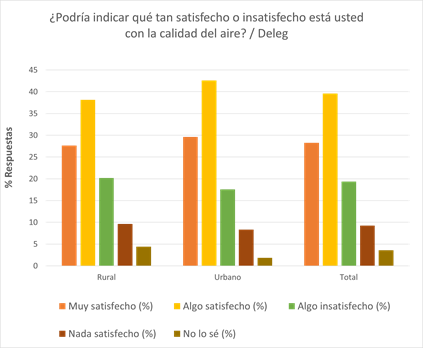 ¿Podría indicar qué tan satisfecho o insatisfecho está usted
con la calidad del aire? / Deleg
% Respuestas
45
40
35
30
25
20
15
10
5
0
Rural Urbano Total
Muy satisfecho (%) Algo satisfecho (%) Algo insatisfecho (%)
Nada satisfecho (%) No lo sé (%)